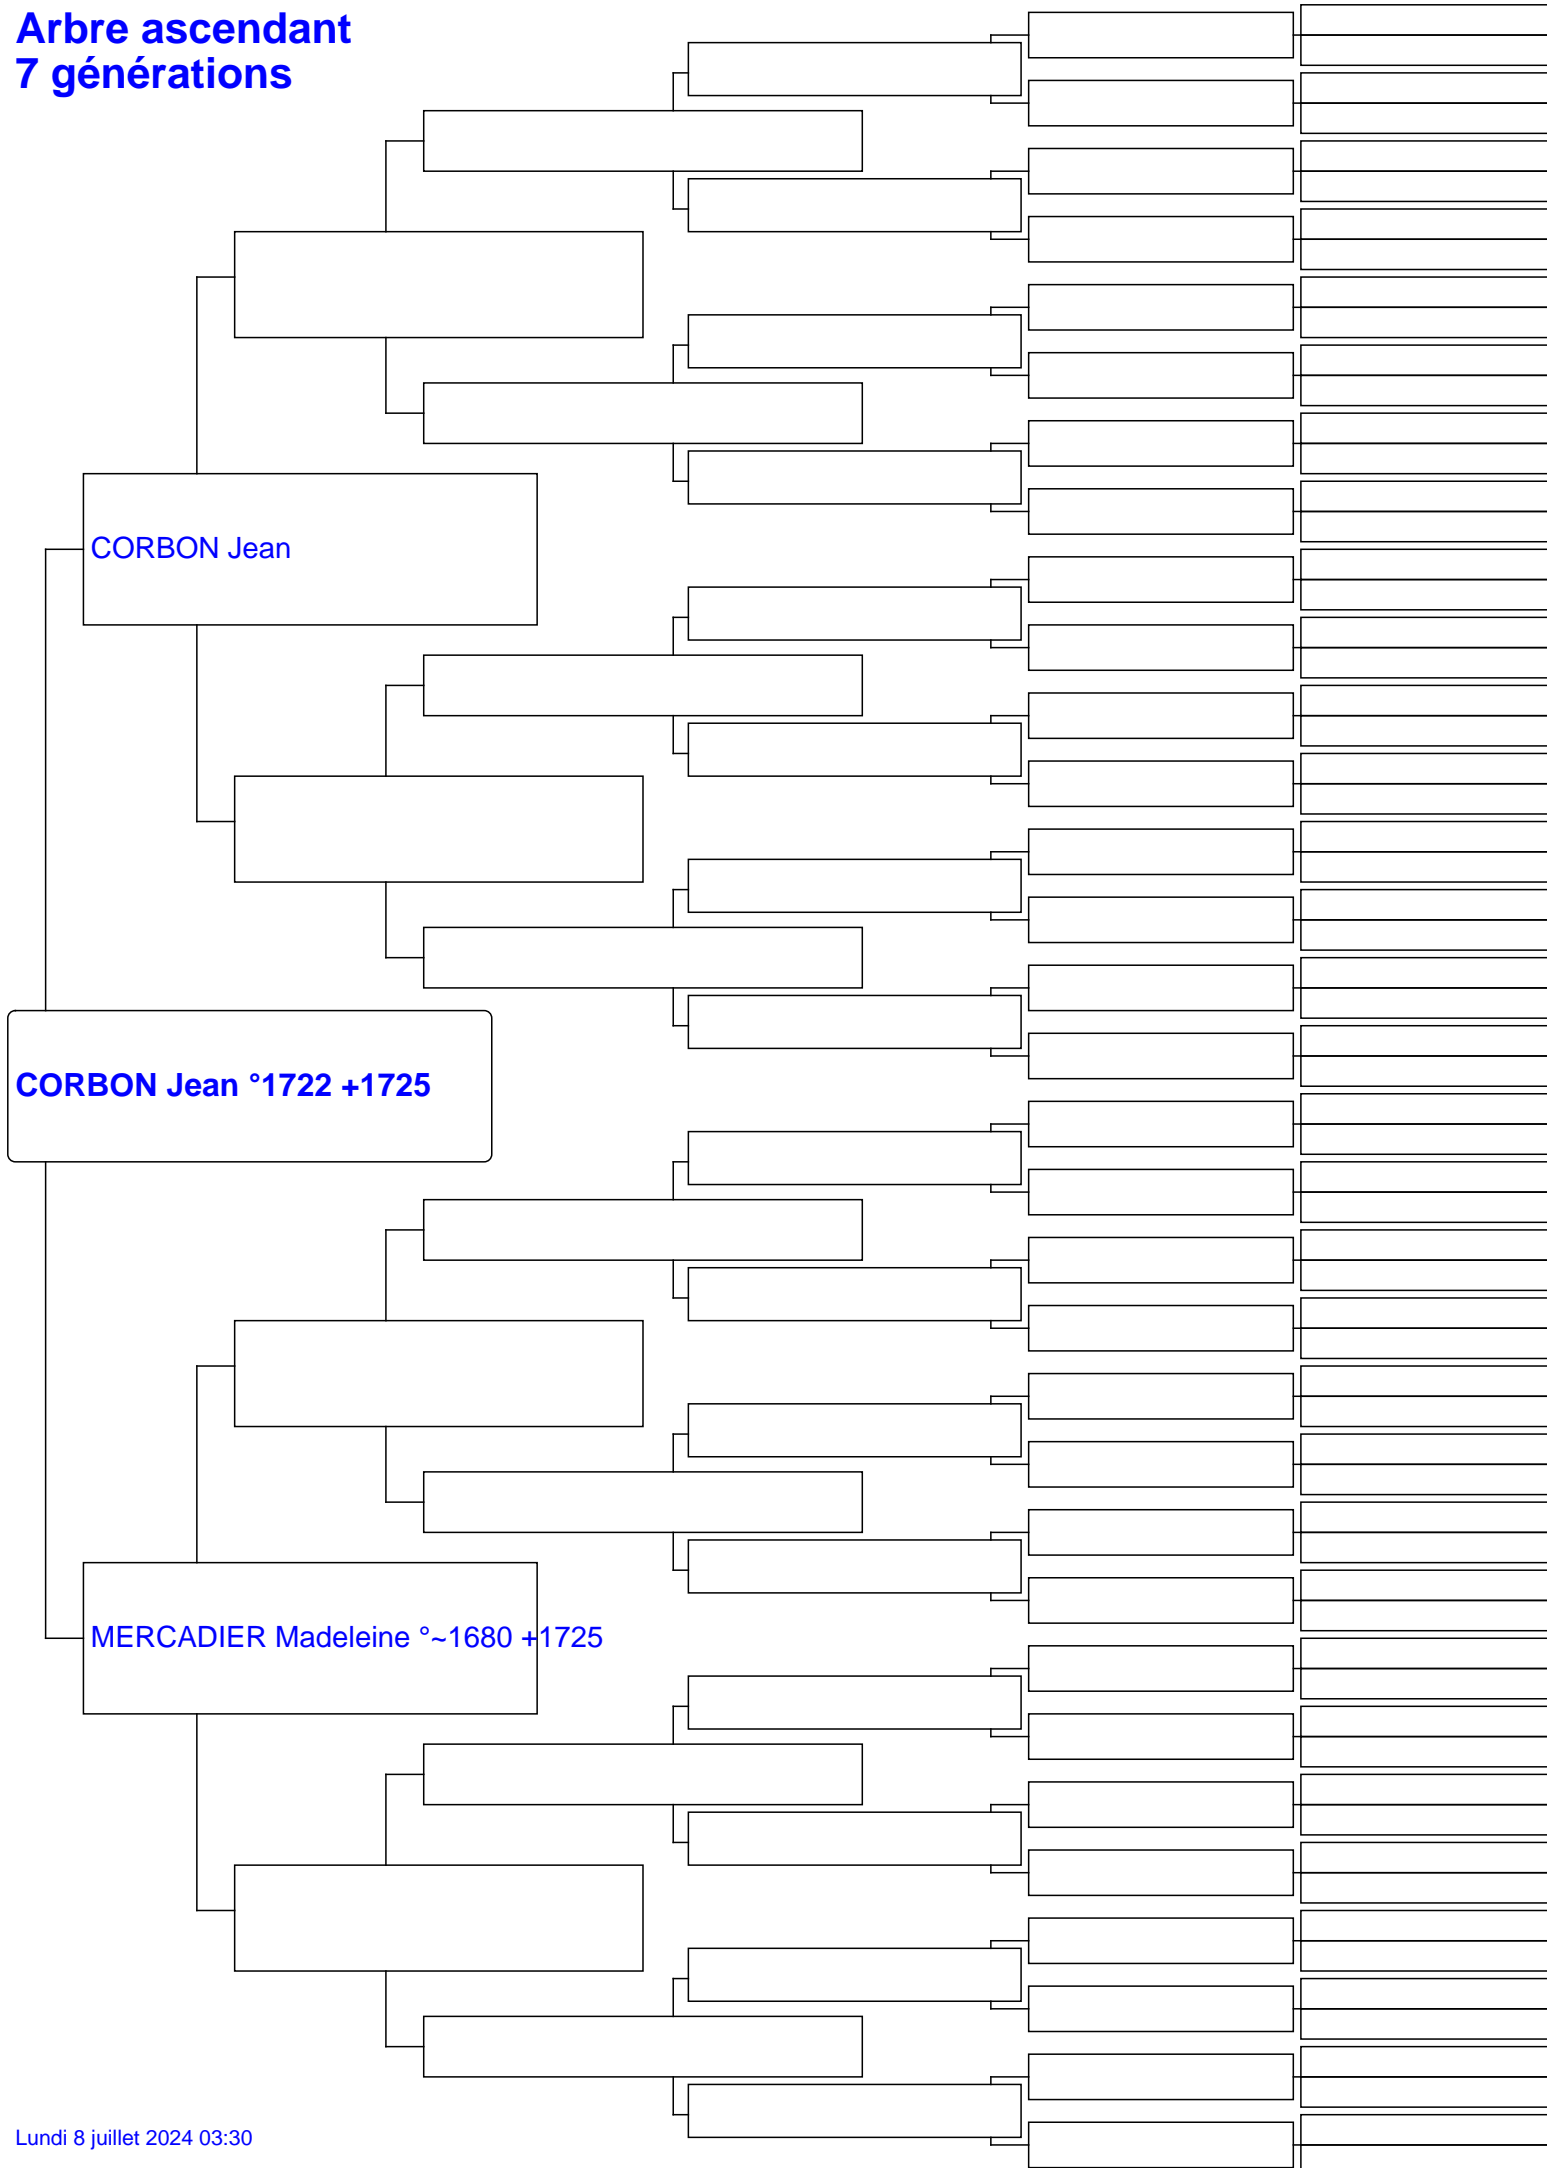 Arbre ascendant
7 générations
CORBON Jean
CORBON Jean °1722 +1725
MERCADIER Madeleine °~1680 +1725
Lundi 8 juillet 2024 03:30